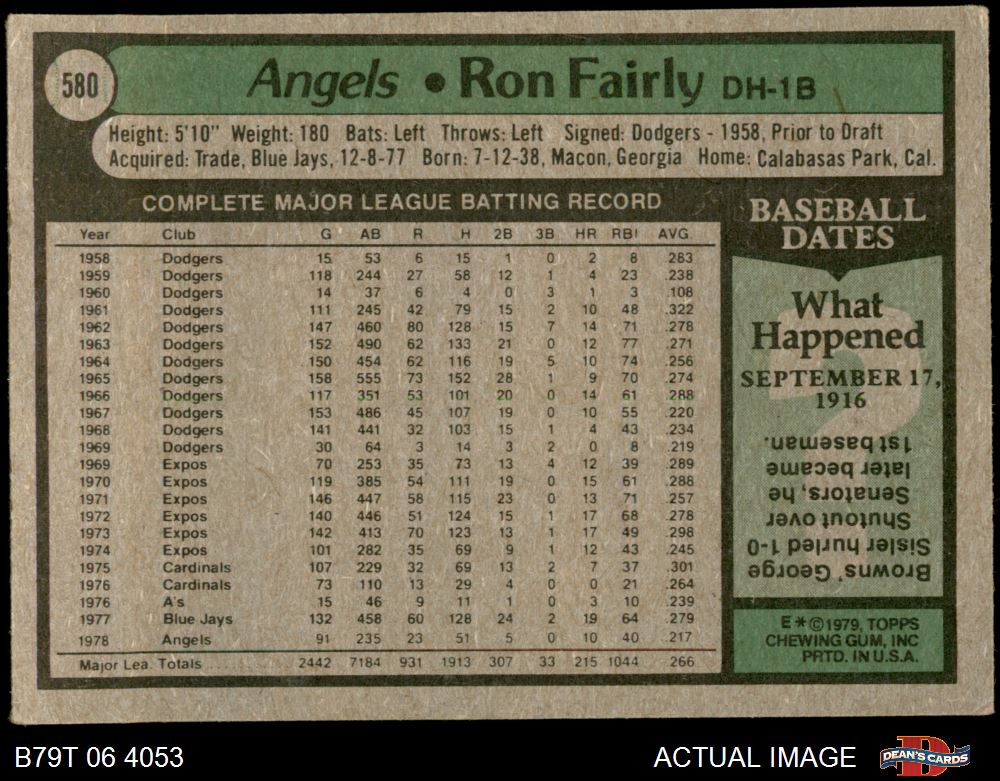 580
Angels • Ron Fairly DH-1B
Height: 5'10" Weight: 180 Bats: Left Throws: Left Signed: Dodgers - 1958, Prior to Draft
Acquired: Trade, Blue Jays, 12-8-77 Born: 7-12-38, Macon, Georgia Home: Calabasas Park, Cal.
COMPLETE MAJOR LEAGUE BATTING RECORD
Year Club G AB R H 2B 3B HR RBI AVG.
1958 Dodgers 15 53 6 15 1 0 2 8 .283
1959 Dodgers 118 244 27 58 12 1 4 23 .238
1960 Dodgers 14 37 6 4 0 3 1 3 .108
1961 Dodgers 111 245 42 79 15 2 10 48 .322
1962 Dodgers 147 460 80 128 15 7 14 71 .278
1963 Dodgers 152 490 62 133 21 0 12 77 .271
1964 Dodgers 150 454 62 116 19 5 10 74 .256
1965 Dodgers 158 555 73 152 28 1 9 70 .274
1966 Dodgers 117 351 53 101 20 0 14 61 .288
1967 Dodgers 153 486 45 107 19 0 10 55 .220
1968 Dodgers 141 441 32 103 15 1 4 43 .234
1969 Dodgers 30 64 3 14 3 2 0 8 .219
1969 Expos 70 253 35 73 13 4 12 39 .289
1970 Expos 119 385 54 111 19 0 15 61 .288
1971 Expos 146 447 58 115 23 0 13 71 .257
1972 Expos 140 446 51 124 15 1 17 68 .278
1973 Expos 142 413 70 123 13 1 17 49 .298
1974 Expos 101 282 35 69 9 1 12 43 .245
1975 Cardinals 107 229 32 69 13 2 7 37 .301
1976 Cardinals 73 110 13 29 4 0 0 21 .264
1976 A's 15 46 9 11 1 0 3 10 .239
1977 Blue Jays 132 458 60 128 24 2 19 64 .279
1978 Angels 91 235 23 51 5 0 10 40 .217
Major Lea. Totals 2442 7184 931 1913 307 33 215 1044 .266
BASEBALL
DATES
2
What
Happened
SEPTEMBER 17,
1916
Browns' George
Sisler hurled 1-0
Shutout over
Senators, he,
later became
1st baseman.
E*©1979, TOPPS
CHEWING GUM, INC
PRTD. IN U.S.A.
B79T 06 4053
ACTUAL IMAGE
D
DEAN'S CARDS